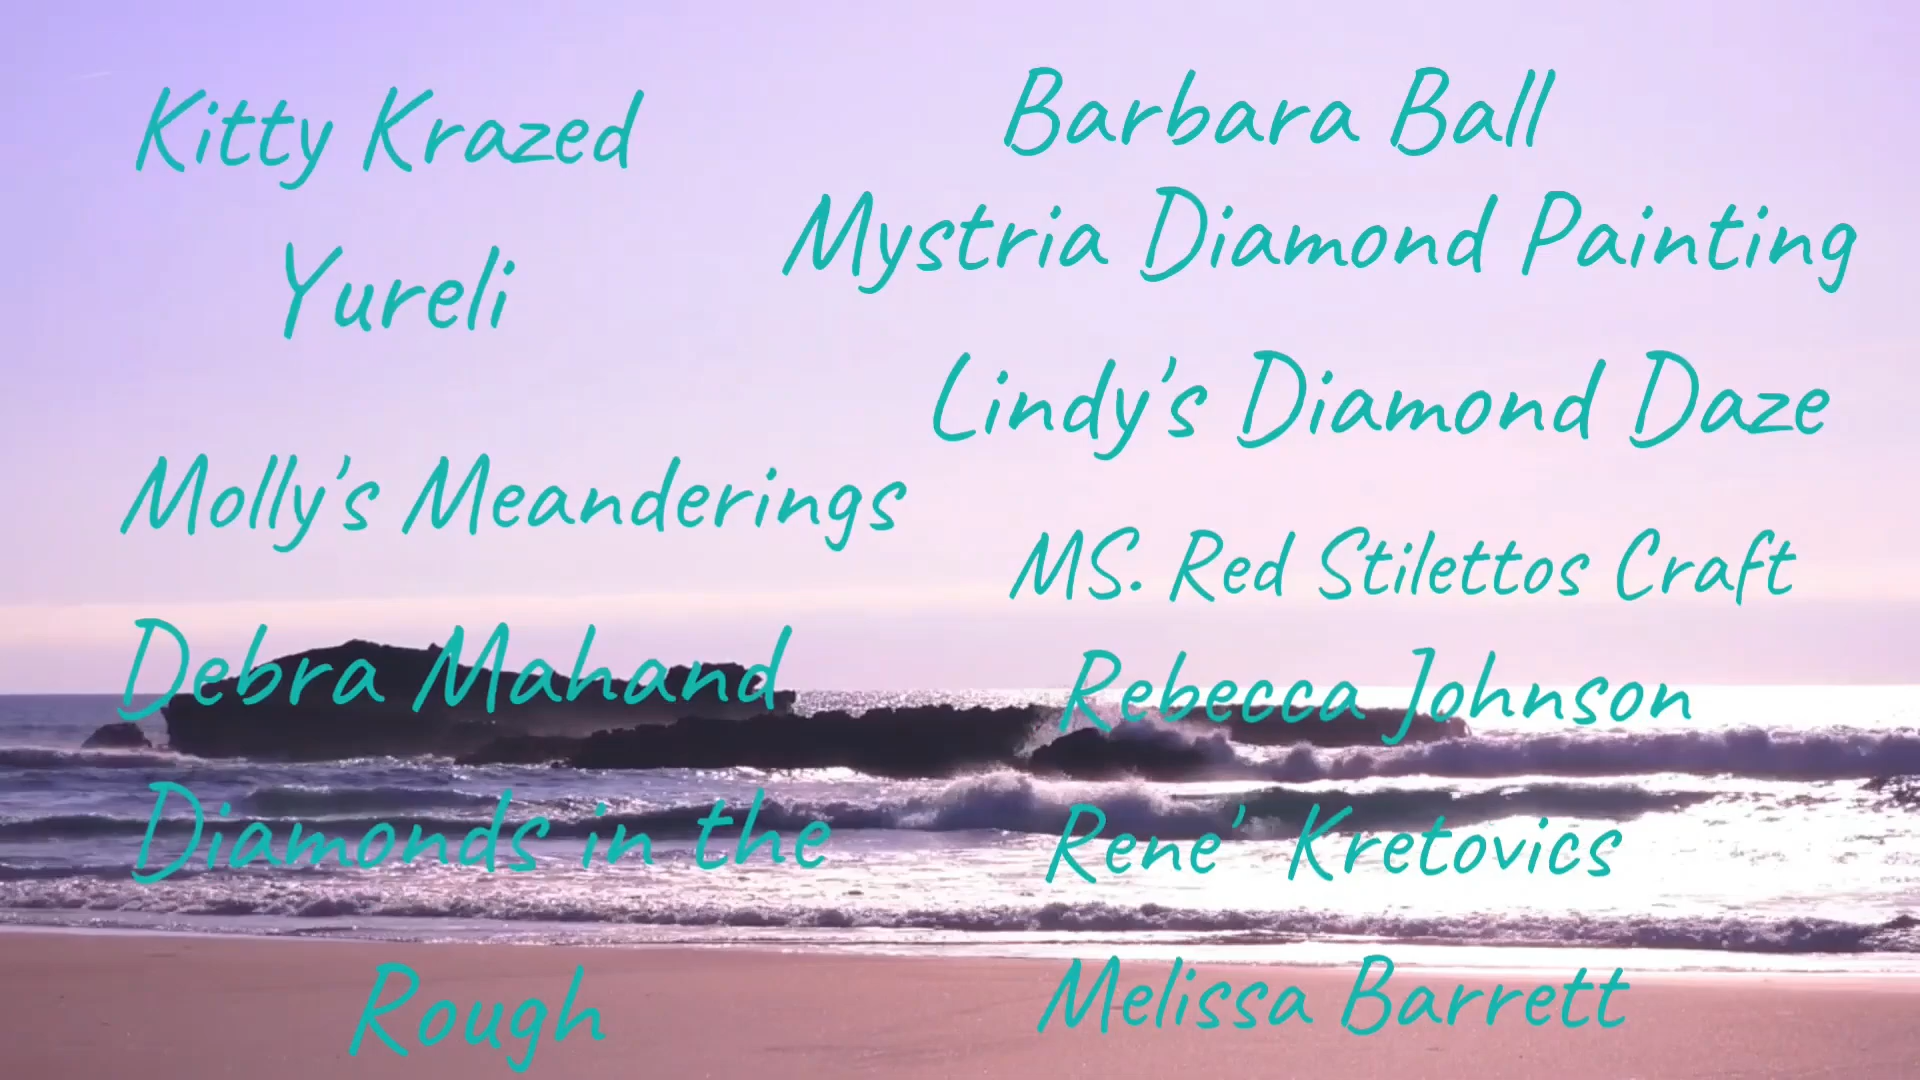 Kitty Krazed
Yureli
Molly's Meanderings
Debra Mahand
Diamonds in the
Rough
Barbara Ball
Mystria Diamond Painting
Lindy's Diamond Daze
MS. Red Stilettos Craft
Rebecca Johnson
Rene' Kretovics
Melissa Barrett